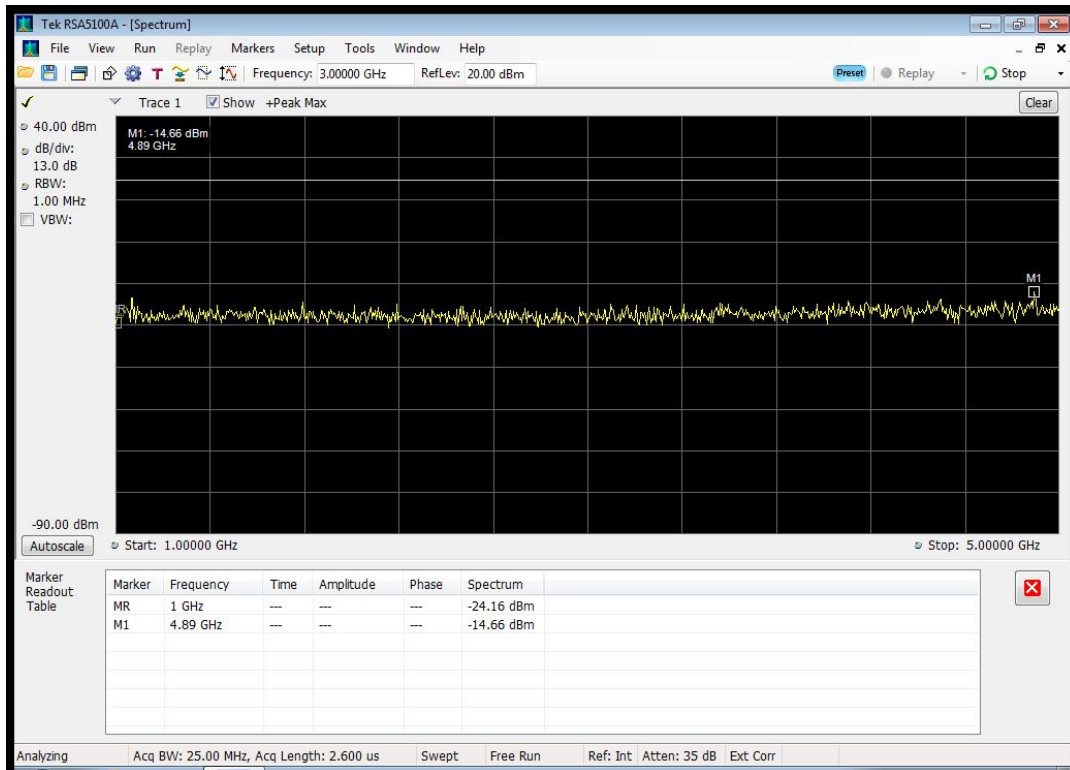 Tek RSA5100A - [Spectrum]
File View Run Replay Markers Setup Tools Window Help
T Frequency: 3.00000 GHz RefLev: 20.00 dBm Preset Replay Stop
Trace 1 Show +Peak Max Clear
40.00 dBm
dB/div:
13.0 dB
RBW:
1.00 MHz
VBW:
M1: -14.66 dBm
4.89 GHz
M1
-90.00 dBm
Autoscale Start: 1.00000 GHz Stop: 5.00000 GHz
Marker
Readout
Table
Marker Frequency Time Amplitude Phase Spectrum
MR 1 GHz --- --- --- -24.16 dBm
M1 4.89 GHz --- --- --- -14.66 dBm
Analyzing Acq BW: 25.00 MHz, Acq Length: 2.600 us Swept Free Run Ref: Int Atten: 35 dB Ext Corr